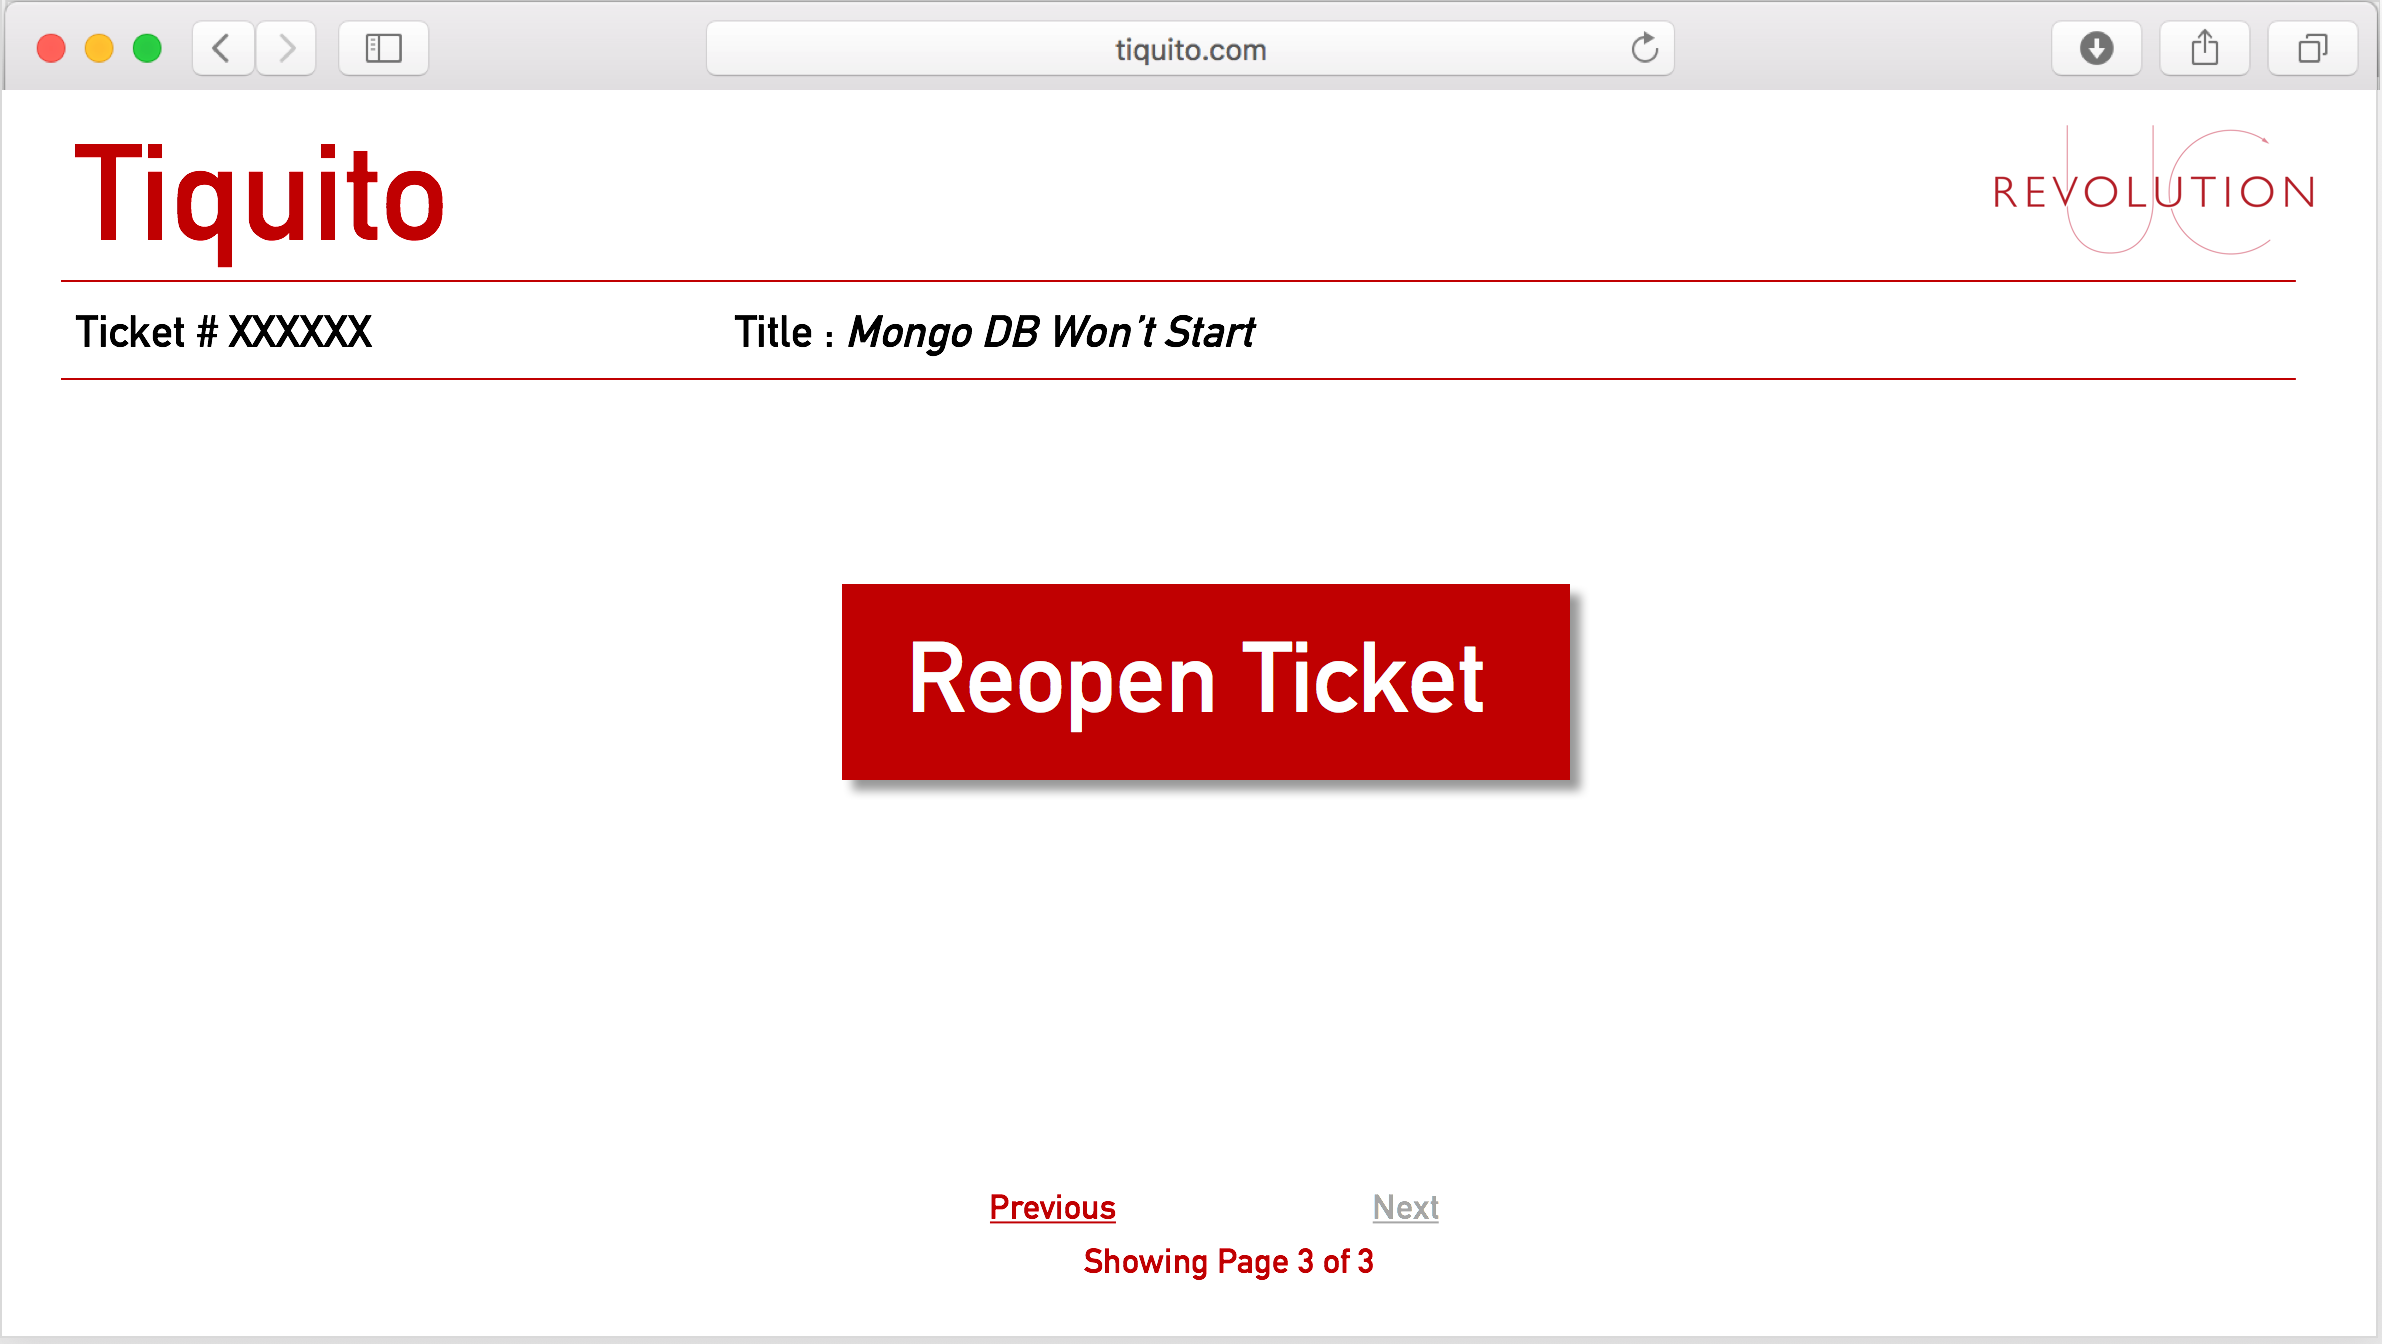 tiquito.com
Tiquito
UC
REVOLUTION
Ticket # XXXXXX
Title : Mongo DB Won't Start
Reopen Ticket
Previous
Next
Showing Page 3 of 3